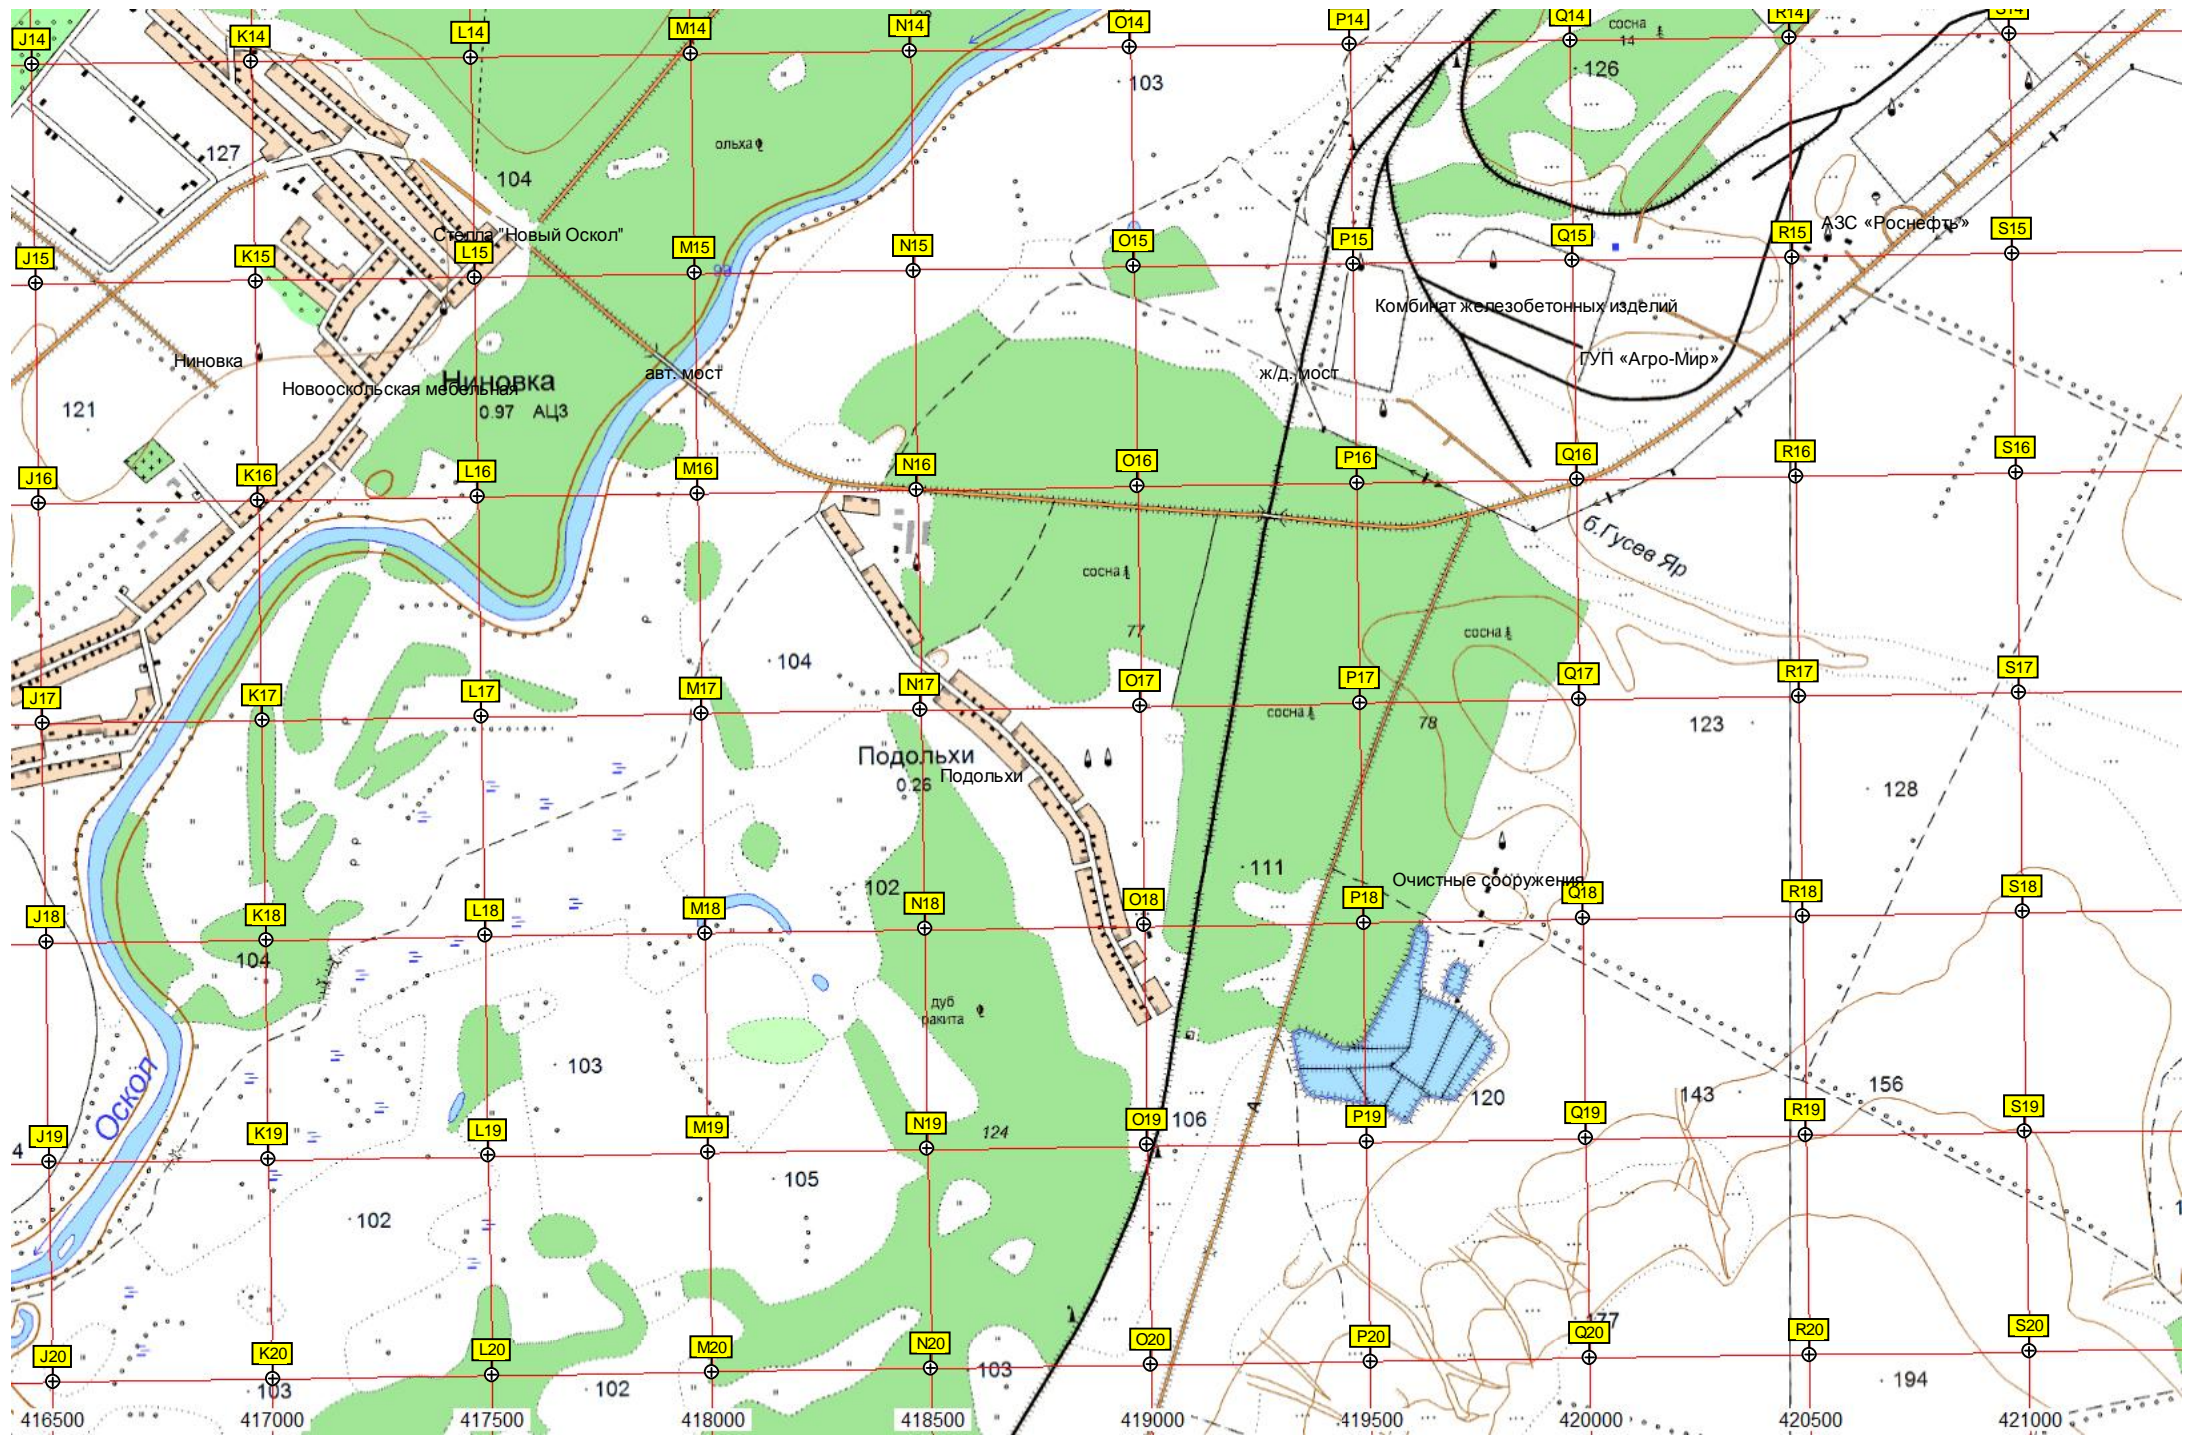 J14 K14 L14 M14 N14 O14 P14 Q14 R14 S14
сосна
14
126
103
ольха
127
104
Стелла "Новый Оскол"
АЗС «Роснефть»
J15 K15 L15 M15 N15 O15 P15 Q15 R15 S15
99
Комбинат железобетонных изделий
Ниновка
авт. мост
ж/д. мост
ГУП «Агро-Мир»
Ниновка
Новооскольская мебельная
0.97 АЦЗ
121
J16 K16 L16 M16 N16 O16 P16 Q16 R16 S16
б.Гусев Яр
сосна
77
сосна
104
J17 K17 L17 M17 N17 O17 P17 Q17 R17 S17
сосна
78
123
Подольхи
0.26
Подольхи
128
111
102
Очистные сооружения
J18 K18 L18 M18 N18 O18 P18 Q18 R18 S18
104
дуб
ракита
Оскол
103
120
143
156
106
J19 K19 L19 M19 N19 O19 P19 Q19 R19 S19
4
124
105
102
J20 K20 L20 M20 N20 O20 P20 Q20 R20 S20
103
103
102
194
416500 417000 417500 418000 418500 419000 419500 420000 420500 421000